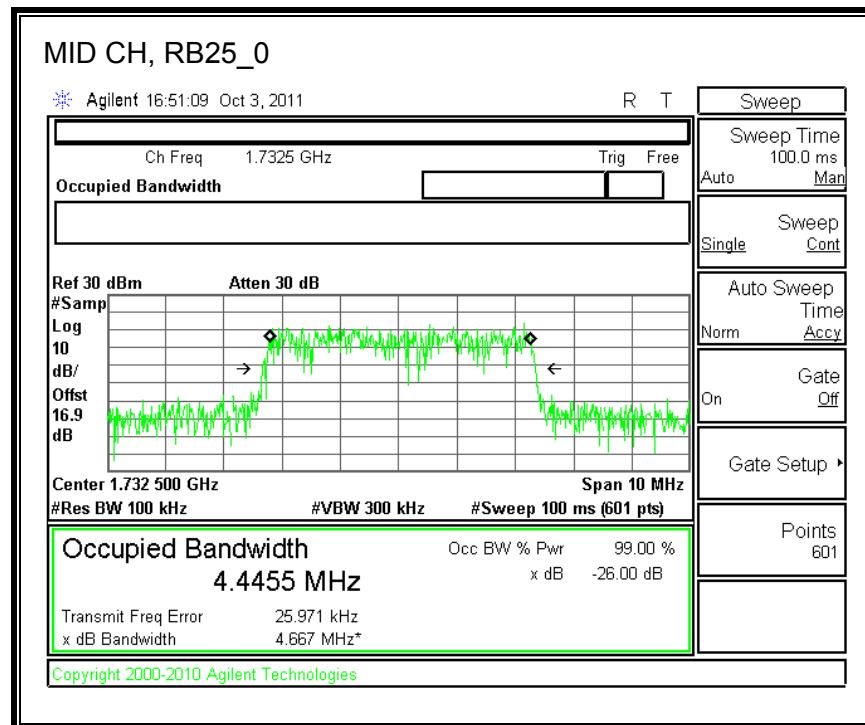 MID CH, RB25_0
Agilent 16:51:09 Oct 3, 2011 R T
Ch Freq 1.7325 GHz Trig Free
Occupied Bandwidth
Ref 30 dBm Atten 30 dB
#Samp
Log
10
dB/
Offst
16.9
dB
Center 1.732 500 GHz Span 10 MHz
#Res BW 100 kHz #VBW 300 kHz #Sweep 100 ms (601 pts)
Occupied Bandwidth Occ BW % Pwr 99.00 %
4.4455 MHz x dB -26.00 dB
Transmit Freq Error 25.971 kHz
x dB Bandwidth 4.667 MHz*
Copyright 2000-2010 Agilent Technologies
Sweep
Sweep Time
100.0 ms
Auto Man
Sweep
Single Cont
Auto Sweep
Time
Norm Accy
Gate
On Off
Gate Setup
Points
601